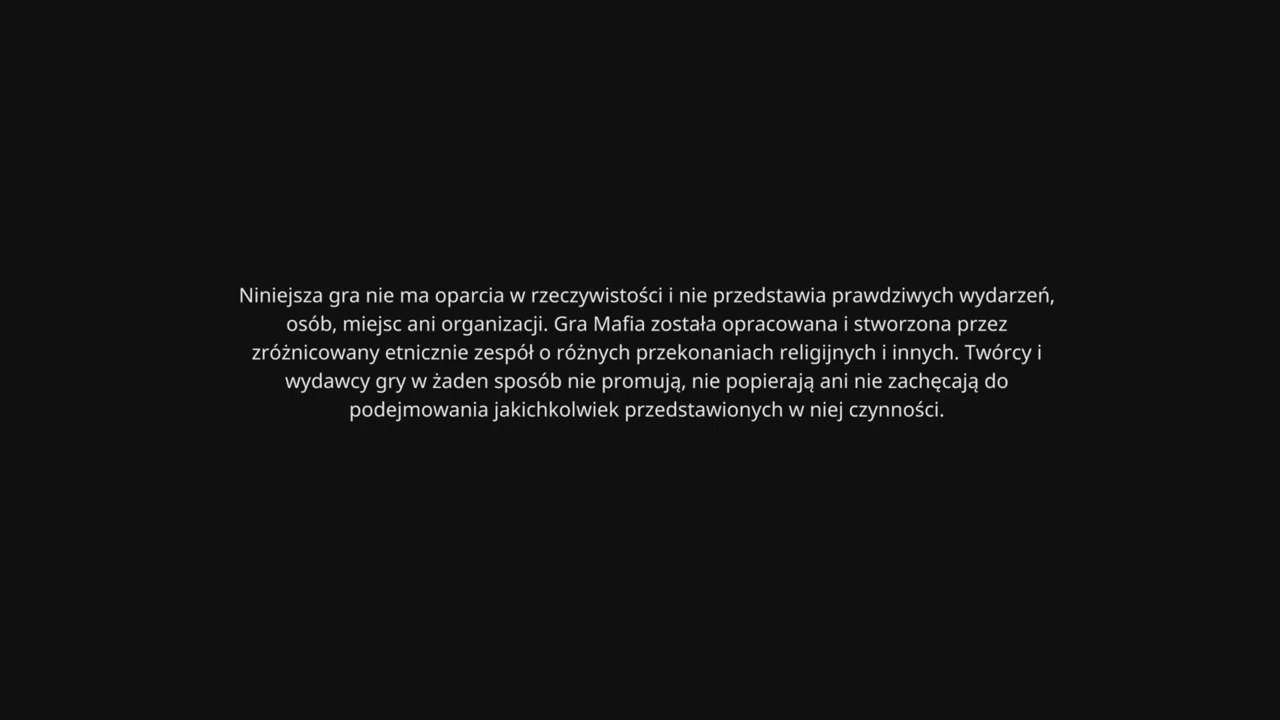 Niniejsza gra nie ma oparcia w rzeczywistości i nie przedstawia prawdziwych wydarzeń,
osób, miejsc ani organizacji. Gra Mafia została opracowana i stworzona przez
zróżnicowany etnicznie zespół o różnych przekonaniach religijnych i innych. Twórcy i
wydawcy gry w żaden sposób nie promują, nie popierają ani nie zachęcają do
podejmowania jakichkolwiek przedstawionych w niej czynności.